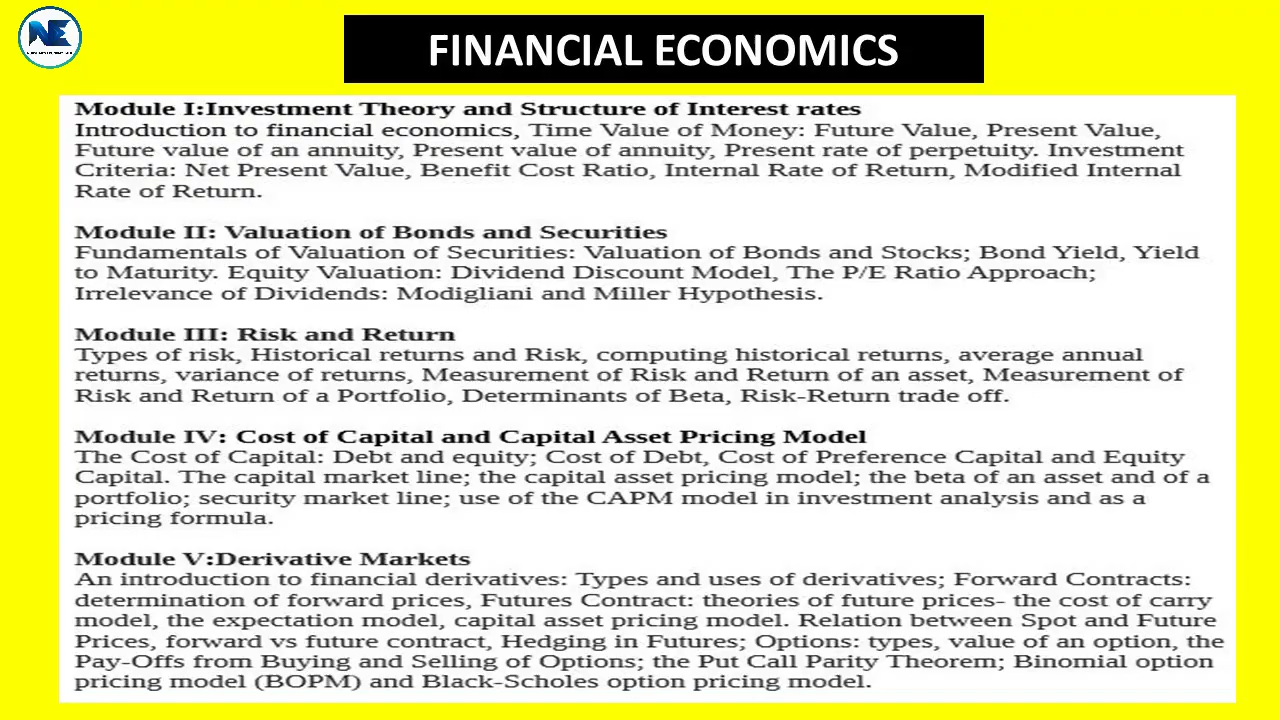 NE
FINANCIAL ECONOMICS
Module I:Investment Theory and Structure of Interest rates
Introduction to financial economics, Time Value of Money: Future Value, Present Value,
Future value of an annuity, Present value of annuity, Present rate of perpetuity. Investment
Criteria: Net Present Value, Benefit Cost Ratio, Internal Rate of Return, Modified Internal
Rate of Return.
Module II: Valuation of Bonds and Securities
Fundamentals of Valuation of Securities: Valuation of Bonds and Stocks; Bond Yield, Yield
to Maturity. Equity Valuation: Dividend Discount Model, The P/E Ratio Approach;
Irrelevance of Dividends: Modigliani and Miller Hypothesis.
Module III: Risk and Return
Types of risk, Historical returns and Risk, computing historical returns, average annual
returns, variance of returns, Measurement of Risk and Return of an asset, Measurement of
Risk and Return of a Portfolio, Determinants of Beta, Risk-Return trade off.
Module IV: Cost of Capital and Capital Asset Pricing Model
The Cost of Capital: Debt and equity; Cost of Debt, Cost of Preference Capital and Equity
Capital. The capital market line; the capital asset pricing model; the beta of an asset and of a
portfolio; security market line; use of the CAPM model in investment analysis and as a
pricing formula.
Module V:Derivative Markets
An introduction to financial derivatives: Types and uses of derivatives; Forward Contracts:
determination of forward prices, Futures Contract: theories of future prices- the cost of carry
model, the expectation model, capital asset pricing model. Relation between Spot and Future
Prices, forward vs future contract, Hedging in Futures; Options: types, value of an option, the
Pay-Offs from Buying and Selling of Options; the Put Call Parity Theorem; Binomial option
pricing model (BOPM) and Black-Scholes option pricing model.